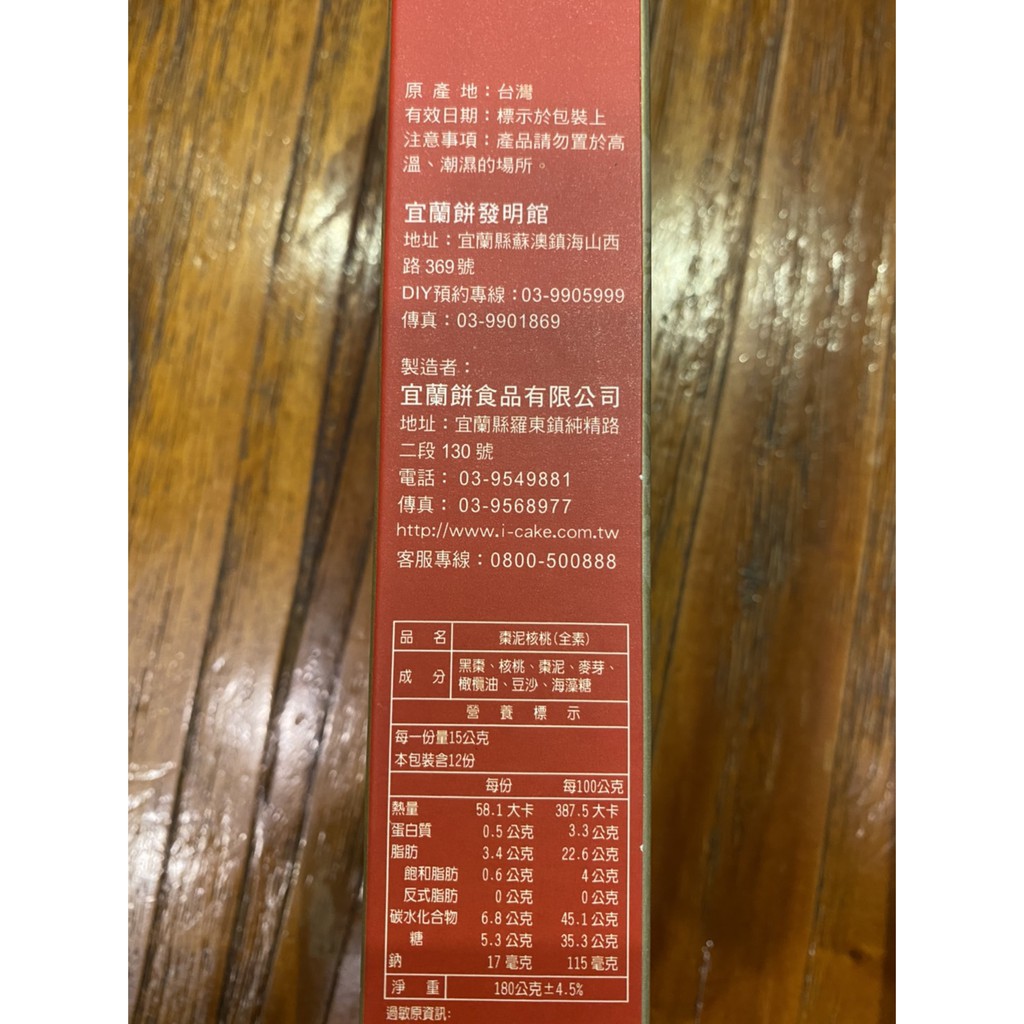 原 產 地：台灣
有效日期：標示於包裝上
注意事項：產品請勿置於高
溫、潮濕的場所。
宜蘭餅發明館
地址：宜蘭縣蘇澳鎮海山西
路 369 號
DIY預約專線：03-9905999
傳真：03-9901869
製造者：
宜蘭餅食品有限公司
地址：宜蘭縣羅東鎮純精路
二段 130 號
電話： 03-9549881
傳真： 03-9568977
http://www.i-cake.com.tw
客服專線：0800-500888
品 名 棗泥核桃(全素)
成 分 黑棗、核桃、棗泥、麥芽、
橄欖油、豆沙、海藻糖
營 養 標 示
每一份量15公克
本包裝含12份
每份 每100公克
熱量 58.1 大卡 387.5 大卡
蛋白質 0.5 公克 3.3 公克
脂肪 3.4 公克 22.6 公克
飽和脂肪 0.6 公克 4 公克
反式脂肪 0 公克 0 公克
碳水化合物 6.8 公克 45.1 公克
糖 5.3 公克 35.3 公克
鈉 17 毫克 115 毫克
淨 重 180公克±4.5%
過敏原資訊: